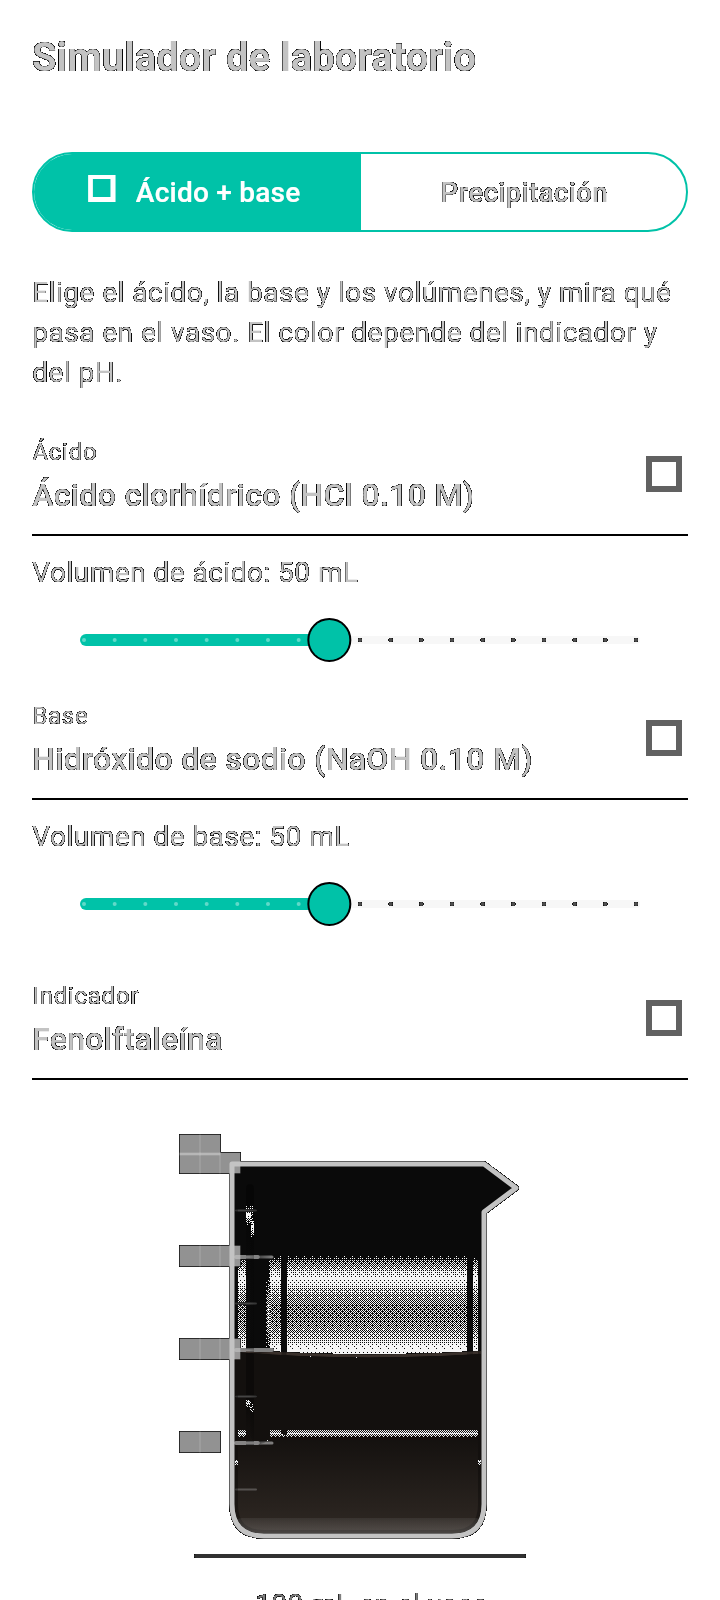 Simulador de laboratorio
Ácido + base
Precipitación
Elige el ácido, la base y los volúmenes, y mira qué
pasa en el vaso. El color depende del indicador y
del pH.
Ácido
Ácido clorhídrico (HCl 0.10 M)
Volumen de ácido: 50 mL
Base
Hidróxido de sodio (NaOH 0.10 M)
Volumen de base: 50 mL
Indicador
Fenolftaleína